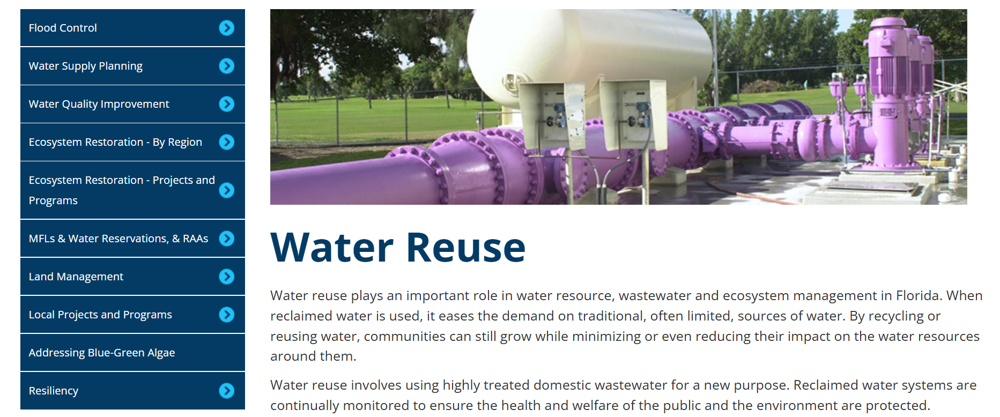 Flood Control
Water Supply Planning
Water Quality Improvement
Ecosystem Restoration - By Region
Ecosystem Restoration - Projects and
Programs
MFLs & Water Reservations, & RAAs
Land Management
Local Projects and Programs
Addressing Blue-Green Algae
Resiliency
Water Reuse
Water reuse plays an important role in water resource, wastewater and ecosystem management in Florida. When
reclaimed water is used, it eases the demand on traditional, often limited, sources of water. By recycling or
reusing water, communities can still grow while minimizing or even reducing their impact on the water resources
around them.
Water reuse involves using highly treated domestic wastewater for a new purpose. Reclaimed water systems are
continually monitored to ensure the health and welfare of the public and the environment are protected.